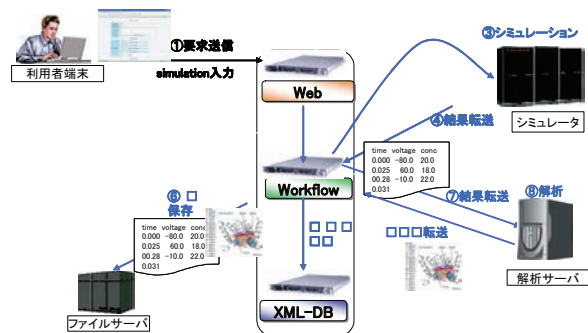 ①要求送信
simulation入力
利用者端末
Web
③シミュレーション
シミュレータ
④結果転送
Workflow
time voltage conc
0.000 −80.0 20.0
0.025 60.0 18.0
00.28 −10.0 22.0
0.031
⑦結果転送
⑧解析
解析サーバ
⑥ □
保存
time voltage conc
0.000 −80.0 20.0
0.025 60.0 18.0
00.28 −10.0 22.0
0.031
□ □ □
□ □
□□□転送
XML-DB
ファイルサーバ